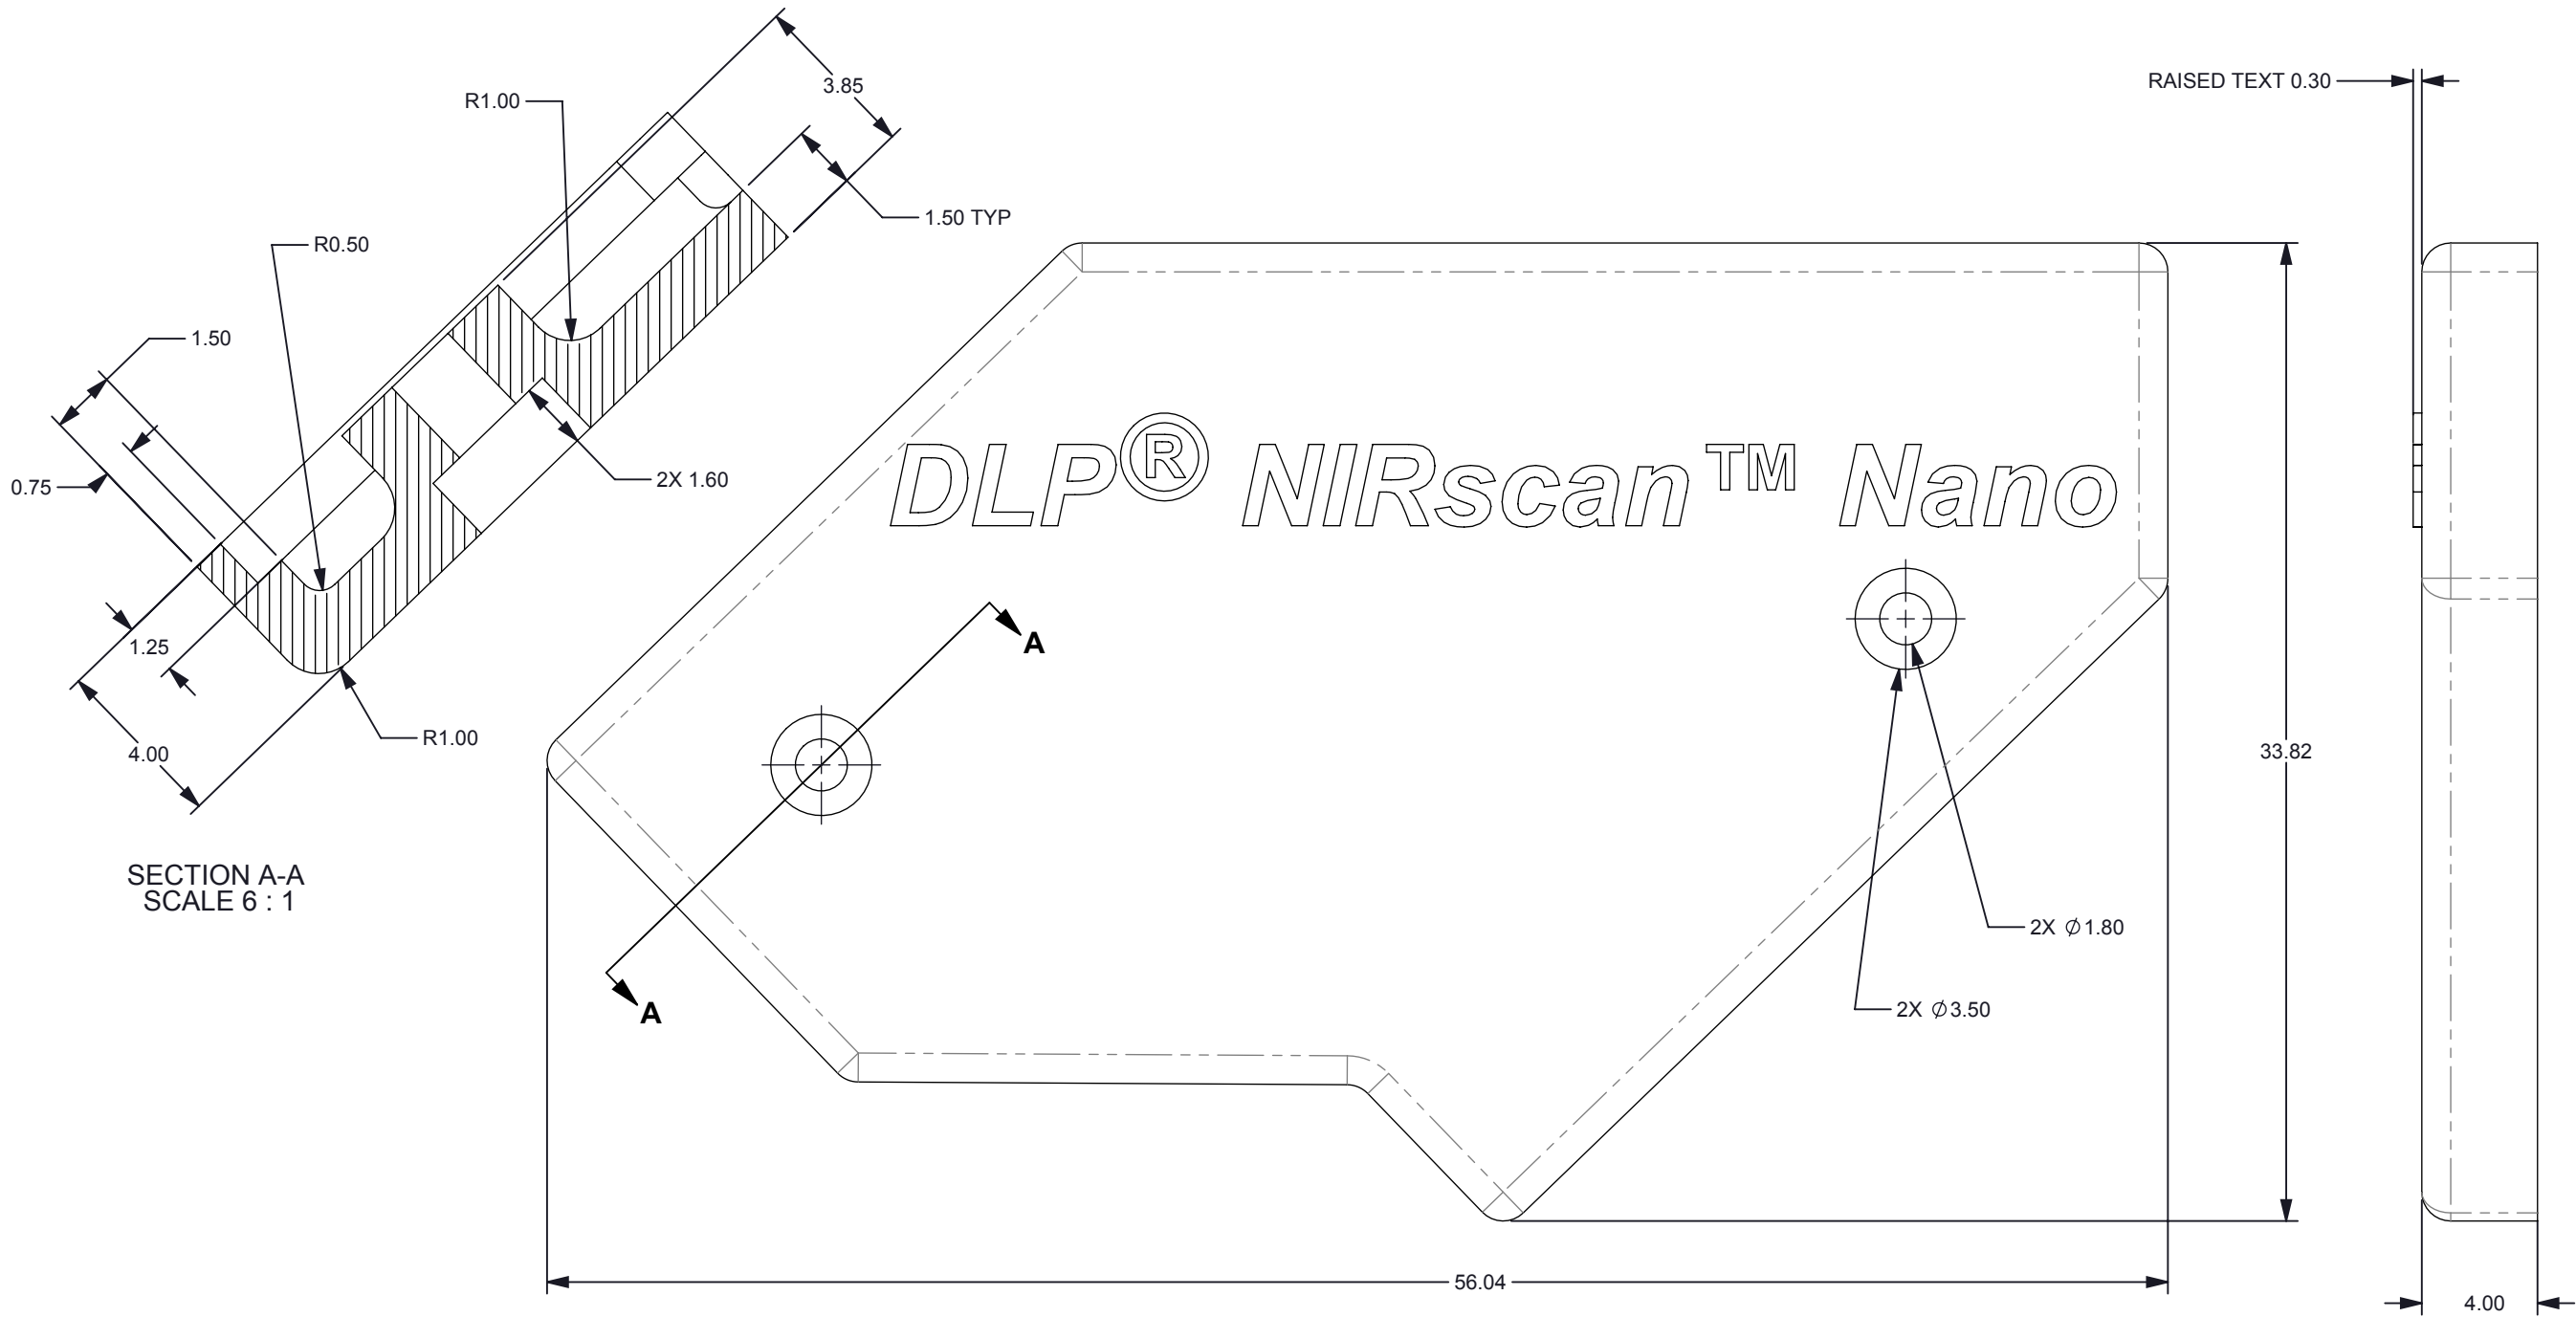 3.85
RAISED TEXT 0.30
R1.00
1.50 TYP
R0.50
1.50
2X 1.60
0.75
DLP® NIRscan™ Nano
A
1.25
R1.00
4.00
33.82
SECTION A-A
SCALE 6 : 1
2X ∅1.80
A
2X ∅3.50
56.04
4.00